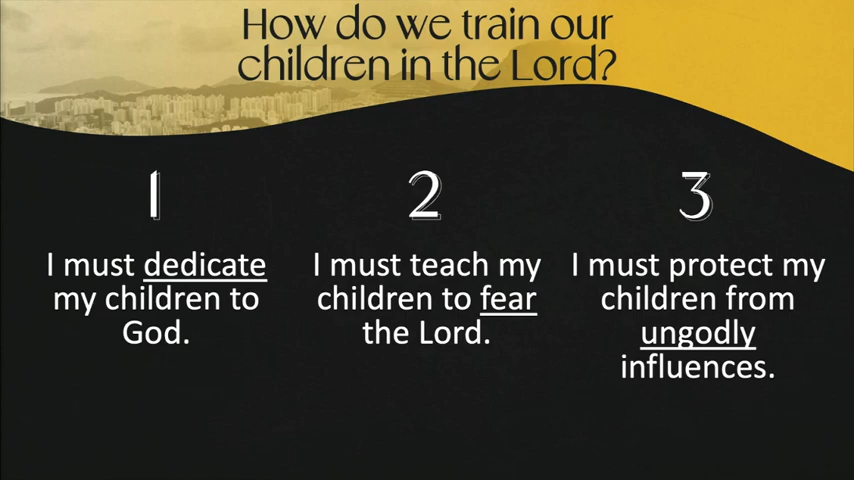 How do we train our
children in the Lord?
1
I must dedicate
my children to
God.
2
I must teach my
children to fear
the Lord.
3
I must protect my
children from
ungodly
influences.